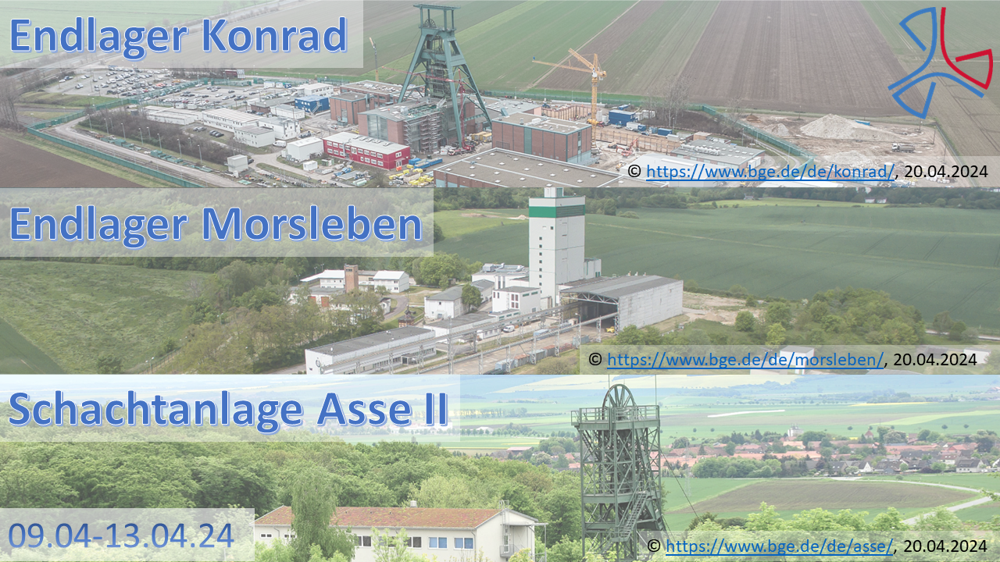 Endlager Konrad
© https://www.bge.de/de/konrad/, 20.04.2024
Endlager Morsleben
© https://www.bge.de/de/morsleben/, 20.04.2024
Schachtanlage Asse II
09.04-13.04.24
© https://www.bge.de/de/asse/, 20.04.2024